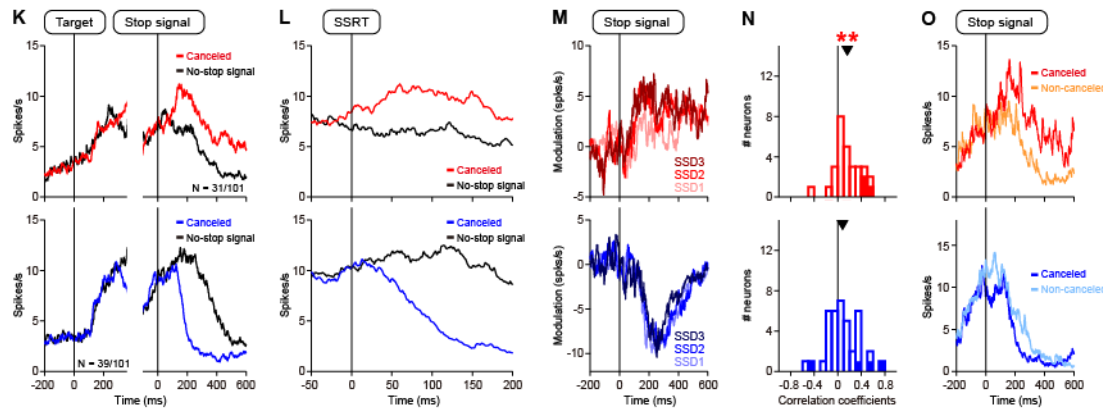 K Target Stop signal
Spikes/s
15
10
5
0
Canceled
No-stop signal
N = 31/101
L SSRT
Spikes/s
15
10
5
0
Canceled
No-stop signal
M Stop signal
Modulation (spks/s)
10
5
0
-5
SSD3
SSD2
SSD1
N
**
# neurons
12
6
0
O Stop signal
Spikes/s
15
10
5
0
Canceled
Non-canceled
Spikes/s
15
10
5
0
Canceled
No-stop signal
N = 39/101
-200 0 200 0 200 400 600
Time (ms)
Spikes/s
15
10
5
0
Canceled
No-stop signal
-50 0 50 100 150 200
Time (ms)
Modulation (spks/s)
5
0
-5
-10
SSD3
SSD2
SSD1
-200 0 200 400 600
Time (ms)
# neurons
12
6
0
-0.8 -0.4 0 0.4 0.8
Correlation coefficients
Spikes/s
15
10
5
0
Canceled
Non-canceled
-200 0 200 400 600
Time (ms)